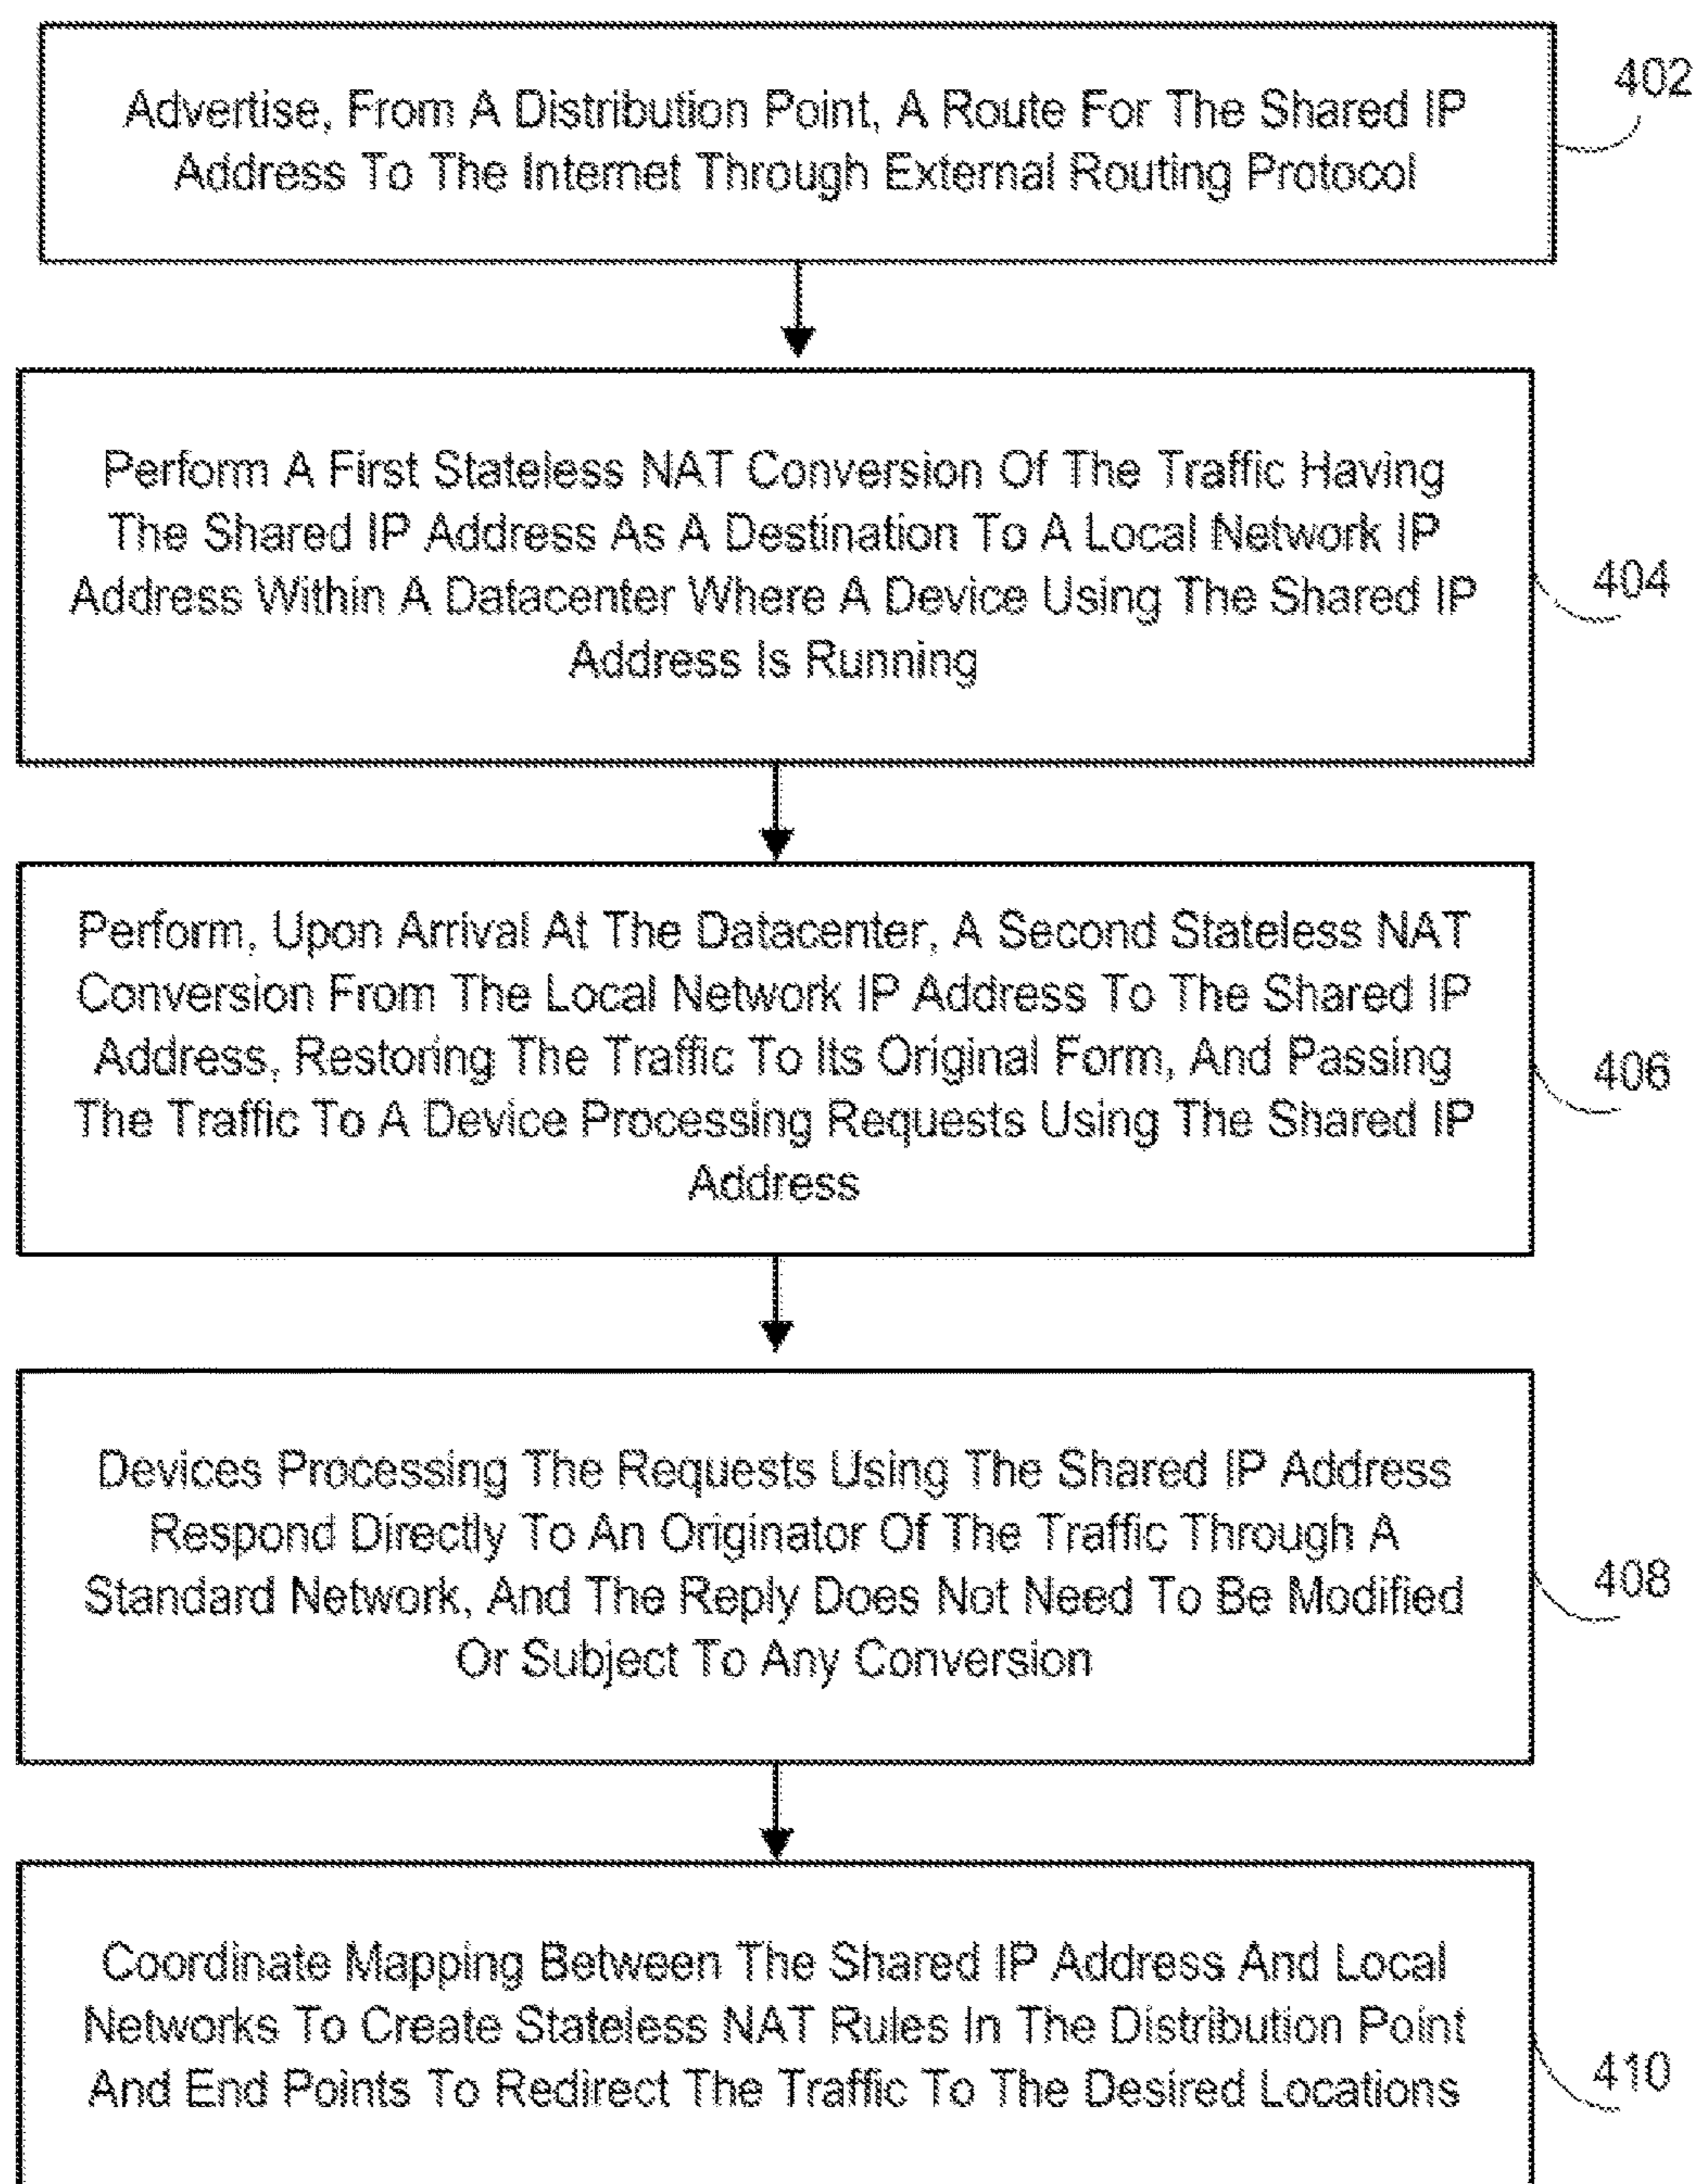 Advertise, From A Distribution Point, A Route For The Shared IP
Address To The Internet Through External Routing Protocol
402
Perform A First Stateless NAT Conversion Of The Traffic Having
The Shared IP Address As A Destination To A Local Network IP
Address Within A Datacenter Where A Device Using The Shared IP
Address Is Running
404
Perform, Upon Arrival At The Datacenter, A Second Stateless NAT
Conversion From The Local Network IP Address To The Shared IP
Address, Restoring The Traffic To Its Original Form, And Passing
The Traffic To A Device Processing Requests Using The Shared IP
Address
406
Devices Processing The Requests Using The Shared IP Address
Respond Directly To An Originator Of The Traffic Through A
Standard Network, And The Reply Does Not Need To Be Modified
Or Subject To Any Conversion
408
Coordinate Mapping Between The Shared IP Address And Local
Networks To Create Stateless NAT Rules In The Distribution Point
And End Points To Redirect The Traffic To The Desired Locations
410